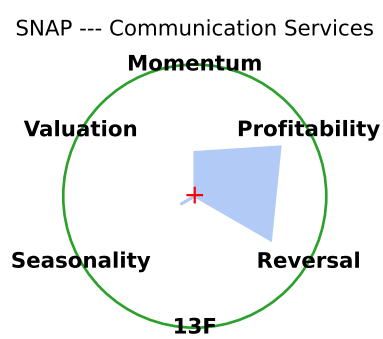 SNAP --- Communication Services
Momentum
Valuation
Profitability
Seasonality
Reversal
13F